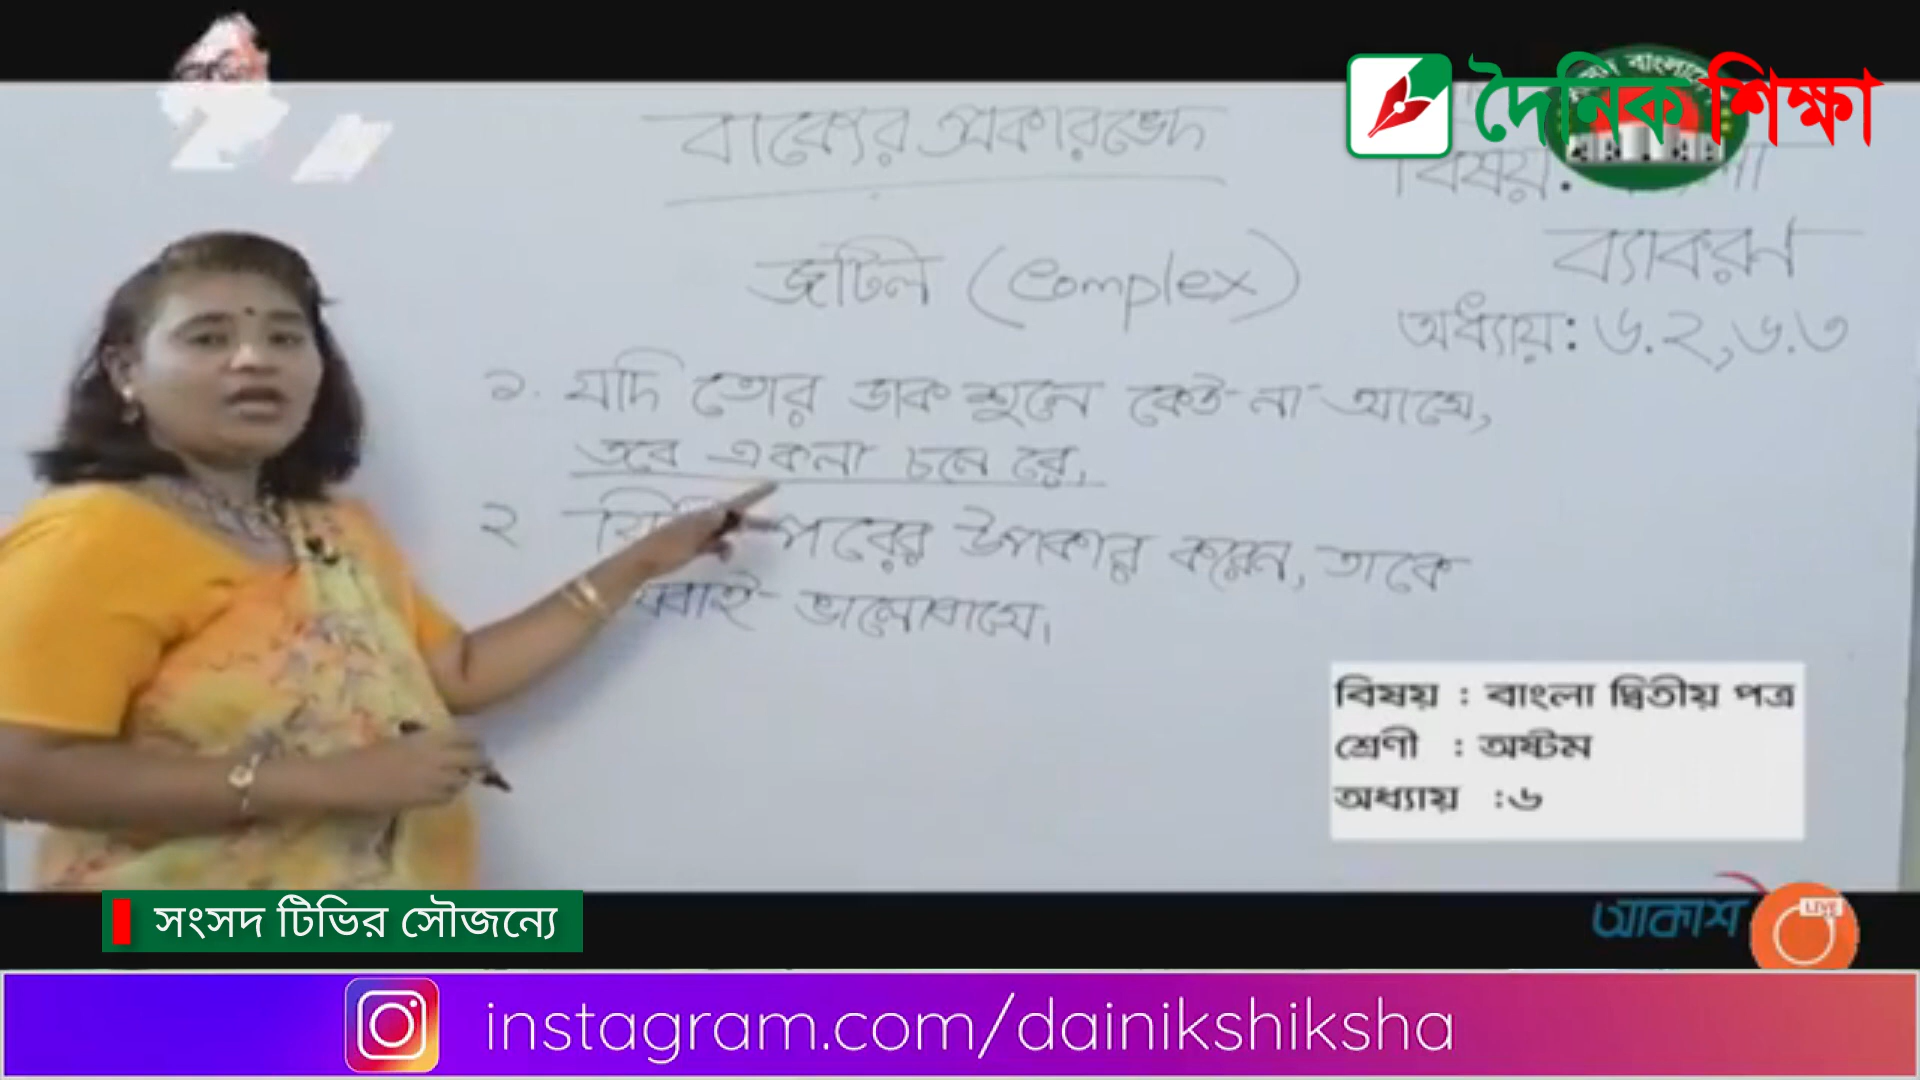 দৈনিক শিক্ষা
বাক্যের প্রকারভেদ
বিষয়:
ব্যাকরণ
জটিল (Complex)
অধ্যায়: ৬.২, ৬.৩
১. যদি তোর ডাক শুনে কেউ না আসে,
তবে একলা চল রে,
২ পরের উপকার করেন, তাকে
সবাই ভালোবাসে।
বিষয় : বাংলা দ্বিতীয় পত্র
শ্রেণী : অষ্টম
অধ্যায় :৬
সংসদ টিভির সৌজন্যে
আকাশ
LIVE
instagram.com/dainikshiksha